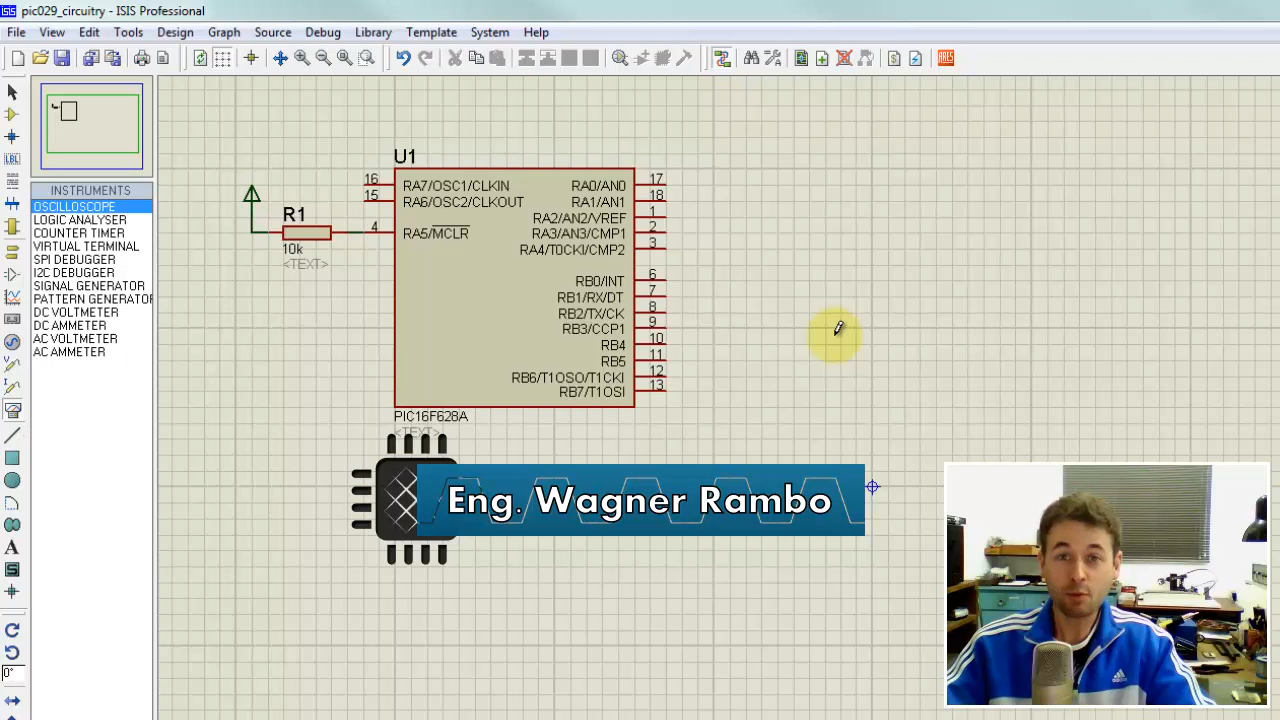 pic029_circuitry - ISIS Professional
File View Edit Tools Design Graph Source Debug Library Template System Help
LBL
ARES
INSTRUMENTS
OSCILLOSCOPE
LOGIC ANALYSER
COUNTER TIMER
VIRTUAL TERMINAL
SPI DEBUGGER
I2C DEBUGGER
SIGNAL GENERATOR
PATTERN GENERATOR
DC VOLTMETER
DC AMMETER
AC VOLTMETER
AC AMMETER
A
S
0°
U1
16 RA7/OSC1/CLKIN RA0/AN0 17
15 RA6/OSC2/CLKOUT RA1/AN1 18
RA2/AN2/VREF 1
R1
4 RA5/MCLR RA3/AN3/CMP1 2
10k
RA4/T0CKI/CMP2 3
<TEXT>
RB0/INT 6
RB1/RX/DT 7
RB2/TX/CK 8
RB3/CCP1 9
RB4 10
RB5 11
RB6/T1OSO/T1CKI 12
RB7/T1OSI 13
PIC16F628A
<TEXT>
Eng. Wagner Rambo
adidas